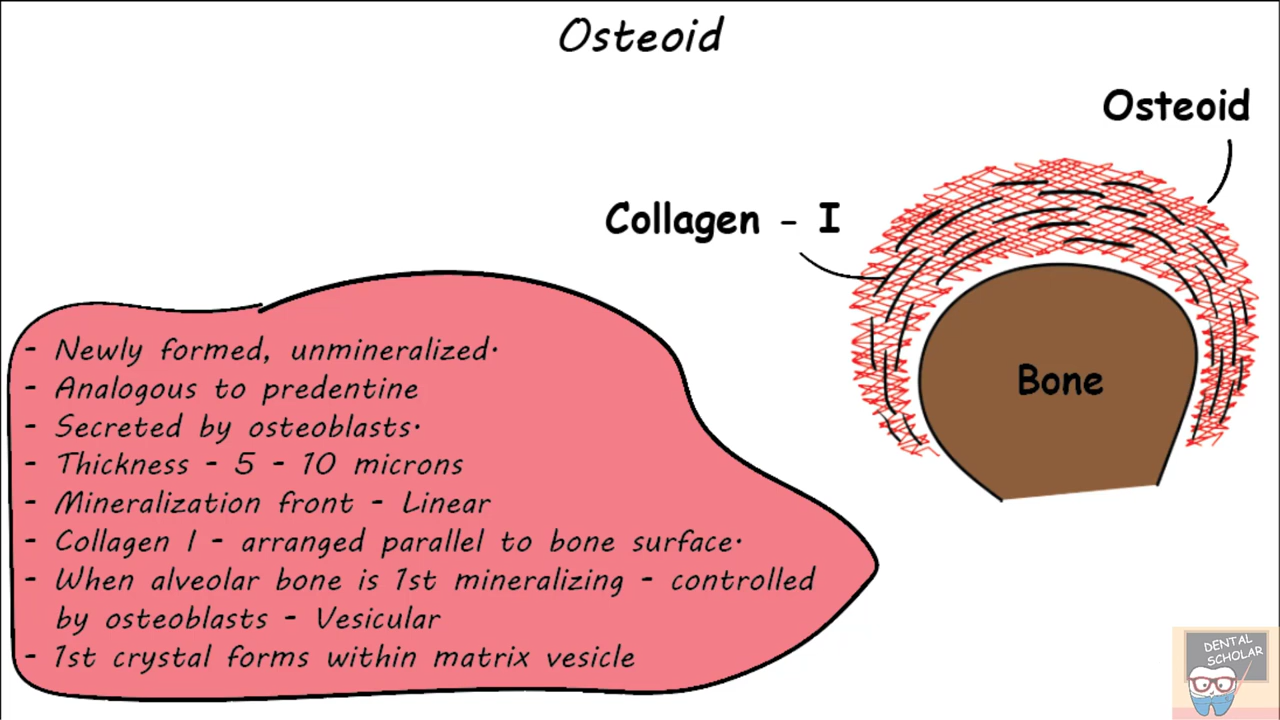 Osteoid
Osteoid
Collagen - I
Bone
- Newly formed, unmineralized.
- Analogous to predentine
- Secreted by osteoblasts.
- Thickness - 5 - 10 microns
- Mineralization front - Linear
- Collagen I - arranged parallel to bone surface.
- When alveolar bone is 1st mineralizing - controlled
by osteoblasts - Vesicular
- 1st crystal forms within matrix vesicle
DENTAL
SCHOLAR